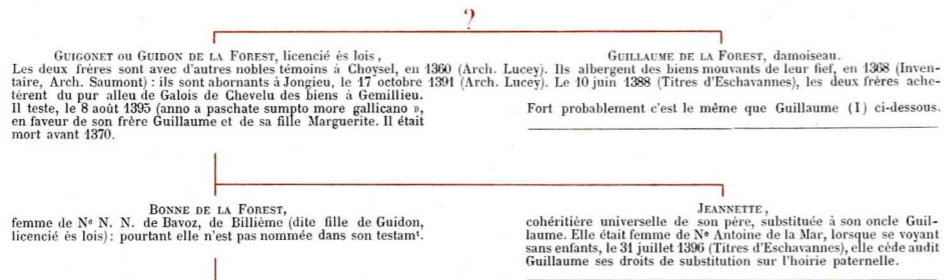 ?
GUIGONET OU GUIDON DE LA FOREST, licencié ès lois,
GUILLAUME DE LA FOREST, damoiseau.
Les deux frères sont avec d'autres nobles témoins à Choysel, en 1360 (Arch. Lucey). Ils albergent des biens mouvants de leur fief, en 1368 (Inven-
taire, Arch. Saumont) : ils sont abornants à Jongieu, le 17 octobre 1391 (Arch. Lucey). Le 10 juin 1388 (Titres d'Eschavannes), les deux frères ache-
tèrent du pur alleu de Galois de Chevelu des biens à Gemillieu.
Il teste, le 8 août 1395 (anno a paschate sumpto more gallicano »,
en faveur de son frère Guillaume et de sa fille Marguerite. Il était
mort avant 1370.
Fort probablement c'est le même que Guillaume (I) ci-dessous.
BONNE DE LA FOREST,
femme de Ne N. N. de Bavoz, de Billième (dite fille de Guidon,
licencié ès lois) : pourtant elle n'est pas nommée dans son testamt.
JEANNETTE,
cohéritière universelle de son père, substituée à son oncle Guil-
laume. Elle était femme de Ne Antoine de la Mar, lorsque se voyant
sans enfants, le 31 juillet 1396 (Titres d'Eschavannes), elle cède audit
Guillaume ses droits de substitution sur l'hoirie paternelle.